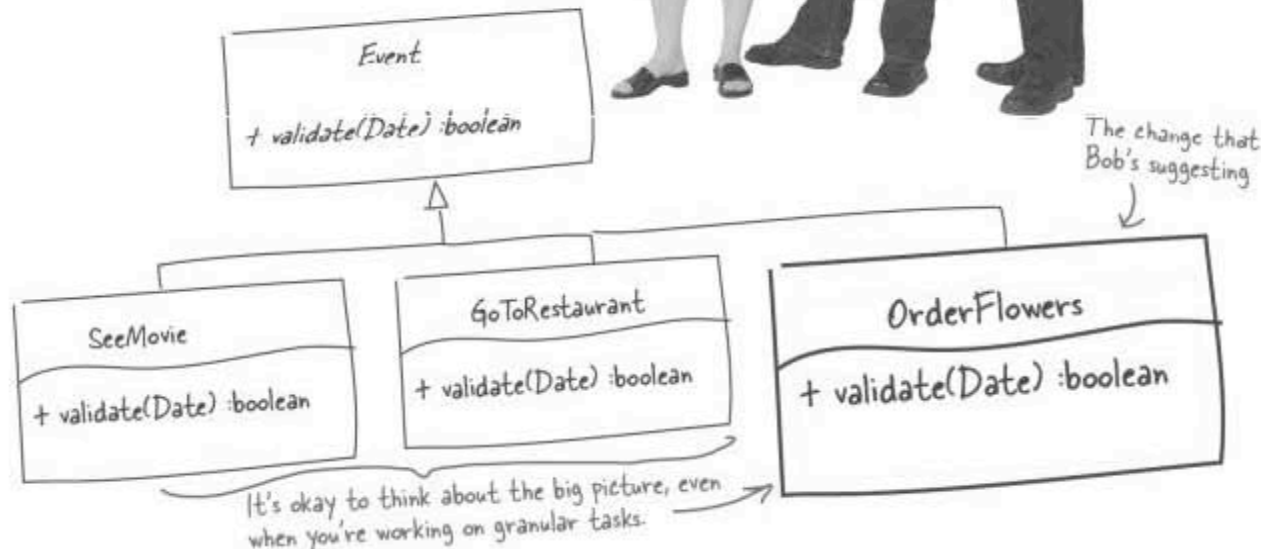 Event
+ validate(Date) :boolean
The change that
Bob's suggesting
SeeMovie
+ validate(Date) :boolean
GoToRestaurant
+ validate(Date) :boolean
OrderFlowers
+ validate(Date) :boolean
It's okay to think about the big picture, even
when you're working on granular tasks.